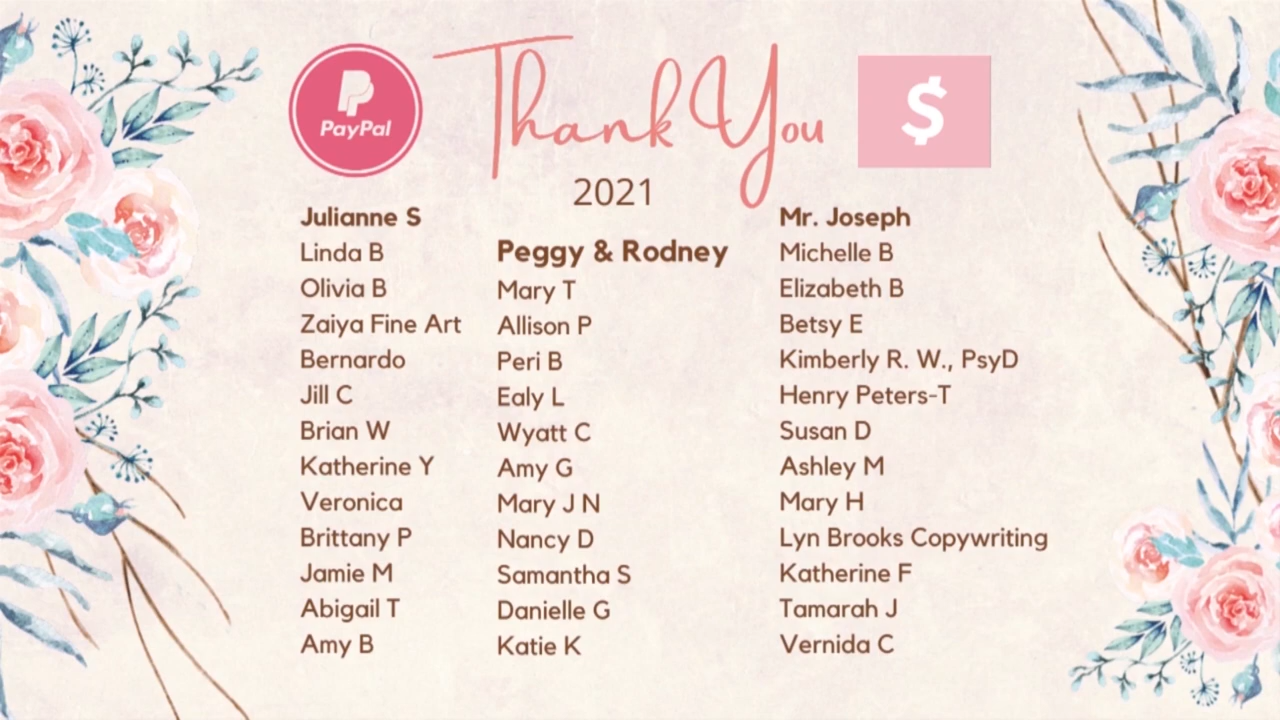 PayPal
Thank You
$
2021
Julianne S
Linda B
Olivia B
Zaiya Fine Art
Bernardo
Jill C
Brian W
Katherine Y
Veronica
Brittany P
Jamie M
Abigail T
Amy B
Peggy & Rodney
Mary T
Allison P
Peri B
Ealy L
Wyatt C
Amy G
Mary J N
Nancy D
Samantha S
Danielle G
Katie K
Mr. Joseph
Michelle B
Elizabeth B
Betsy E
Kimberly R. W., PsyD
Henry Peters-T
Susan D
Ashley M
Mary H
Lyn Brooks Copywriting
Katherine F
Tamarah J
Vernida C